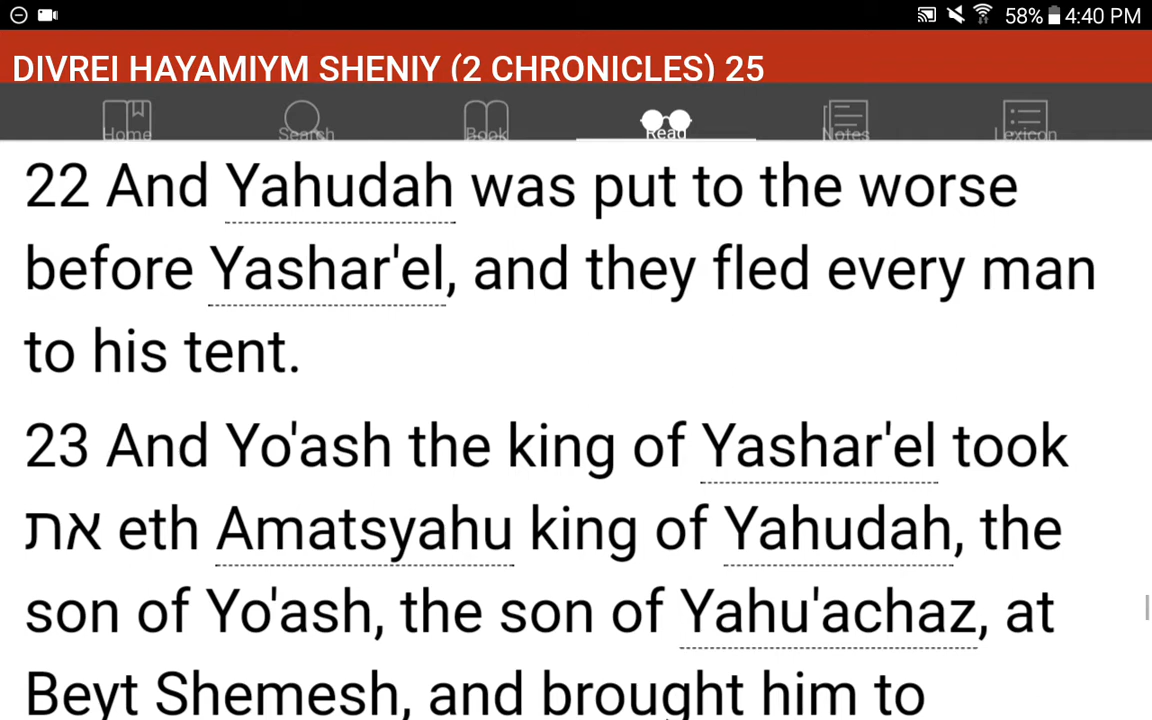 58% 4:40 PM
DIVREI HAYAMIYM SHENIY (2 CHRONICLES) 25
Home Search Book Read Notes Lexicon
22 And Yahudah was put to the worse
before Yashar'el, and they fled every man
to his tent.
23 And Yo'ash the king of Yashar'el took
את eth Amatsyahu king of Yahudah, the
son of Yo'ash, the son of Yahu'achaz, at
Beyt Shemesh, and brought him to